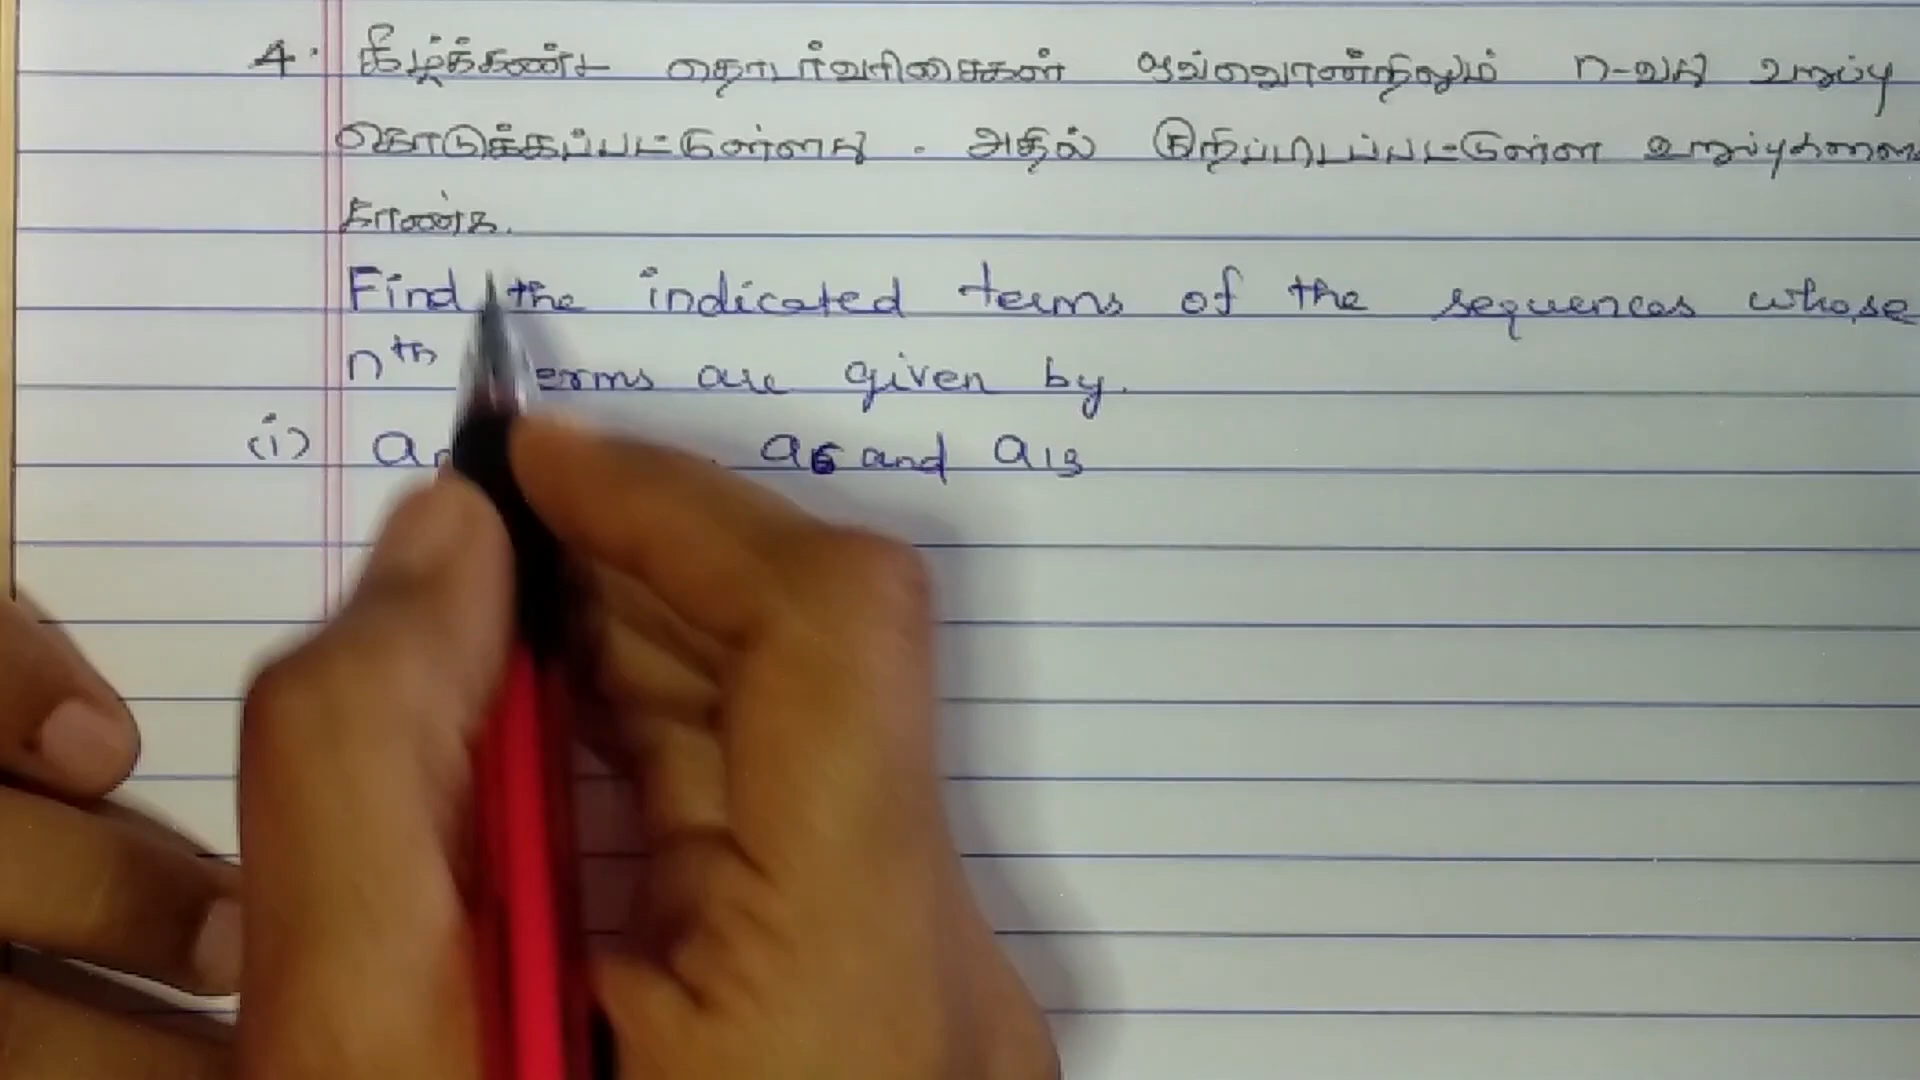 4. கீழ்க்கண்ட தொடர்வரிசைகள் ஒவ்வொன்றிலும் n-வது உறுப்பு
கொடுக்கப்பட்டுள்ளது. அதில் குறிப்பிடப்பட்டுள்ள உறுப்புகளை
காண்க.
Find the indicated terms of the sequences whose
nth terms are given by.
(i) an a6 and a13